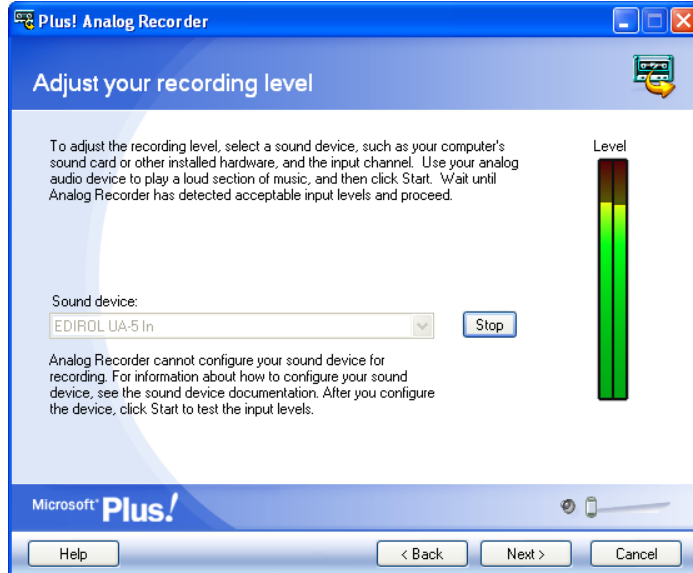 Plus! Analog Recorder
Adjust your recording level
To adjust the recording level, select a sound device, such as your computer's
sound card or other installed hardware, and the input channel.  Use your analog
audio device to play a loud section of music, and then click Start.  Wait until
Analog Recorder has detected acceptable input levels and proceed.
Level
Sound device:
EDIROL UA-5 In
Stop
Analog Recorder cannot configure your sound device for
recording. For information about how to configure your sound
device, see the sound device documentation. After you configure
the device, click Start to test the input levels.
Microsoft® Plus!
Help
< Back
Next >
Cancel